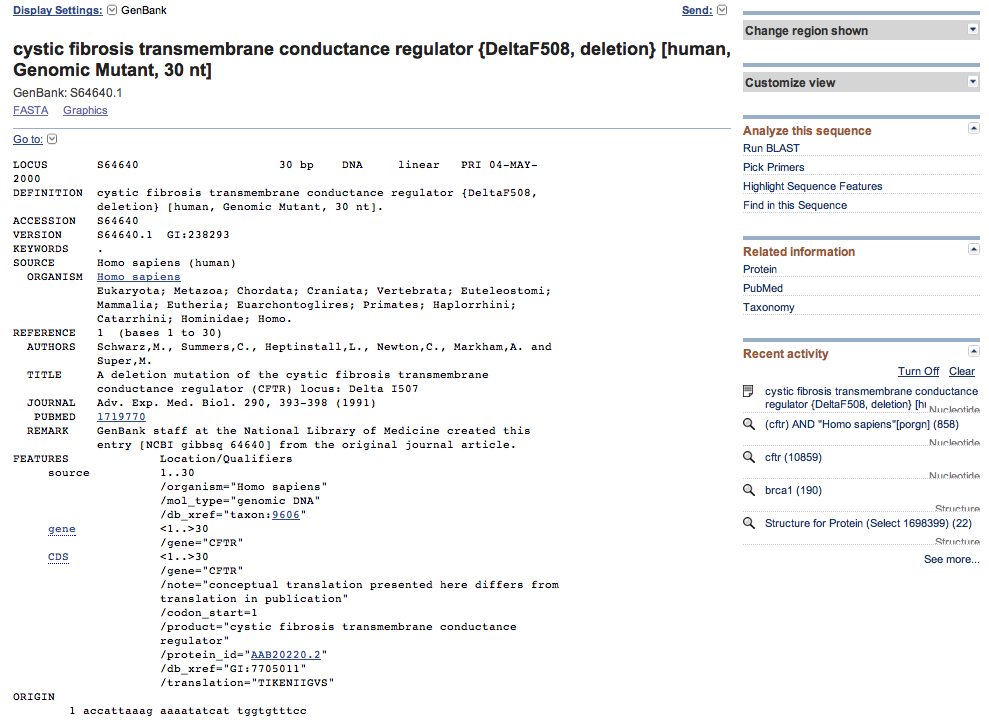 Display Settings: GenBank
Send:
cystic fibrosis transmembrane conductance regulator {DeltaF508, deletion} [human,
Genomic Mutant, 30 nt]
GenBank: S64640.1
FASTA Graphics
Go to:
LOCUS S64640 30 bp DNA linear PRI 04-MAY-
2000
DEFINITION cystic fibrosis transmembrane conductance regulator {DeltaF508,
deletion} [human, Genomic Mutant, 30 nt].
ACCESSION S64640
VERSION S64640.1 GI:238293
KEYWORDS .
SOURCE Homo sapiens (human)
ORGANISM Homo sapiens
Eukaryota; Metazoa; Chordata; Craniata; Vertebrata; Euteleostomi;
Mammalia; Eutheria; Euarchontoglires; Primates; Haplorrhini;
Catarrhini; Hominidae; Homo.
REFERENCE 1 (bases 1 to 30)
AUTHORS Schwarz,M., Summers,C., Heptinstall,L., Newton,C., Markham,A. and
Super,M.
TITLE A deletion mutation of the cystic fibrosis transmembrane
conductance regulator (CFTR) locus: Delta I507
JOURNAL Adv. Exp. Med. Biol. 290, 393-398 (1991)
PUBMED 1719770
REMARK GenBank staff at the National Library of Medicine created this
entry [NCBI gibbsq 64640] from the original journal article.
FEATURES Location/Qualifiers
source 1..30
/organism="Homo sapiens"
/mol_type="genomic DNA"
/db_xref="taxon:9606"
gene <1..>30
/gene="CFTR"
CDS <1..>30
/gene="CFTR"
/note="conceptual translation presented here differs from
translation in publication"
/codon_start=1
/product="cystic fibrosis transmembrane conductance
regulator"
/protein_id="AAB20220.2"
/db_xref="GI:7705011"
/translation="TIKENIIGVS"
ORIGIN
1 accattaaag aaaatatcat tggtgtttcc
Change region shown
Customize view
Analyze this sequence
Run BLAST
Pick Primers
Highlight Sequence Features
Find in this Sequence
Related information
Protein
PubMed
Taxonomy
Recent activity
Turn Off Clear
cystic fibrosis transmembrane conductance
regulator {DeltaF508, deletion} [hu
Nucleotide
(cftr) AND "Homo sapiens"[porgn] (858)
Nucleotide
cftr (10859)
Nucleotide
brca1 (190)
Structure
Structure for Protein (Select 1698399) (22)
Structure
See more...